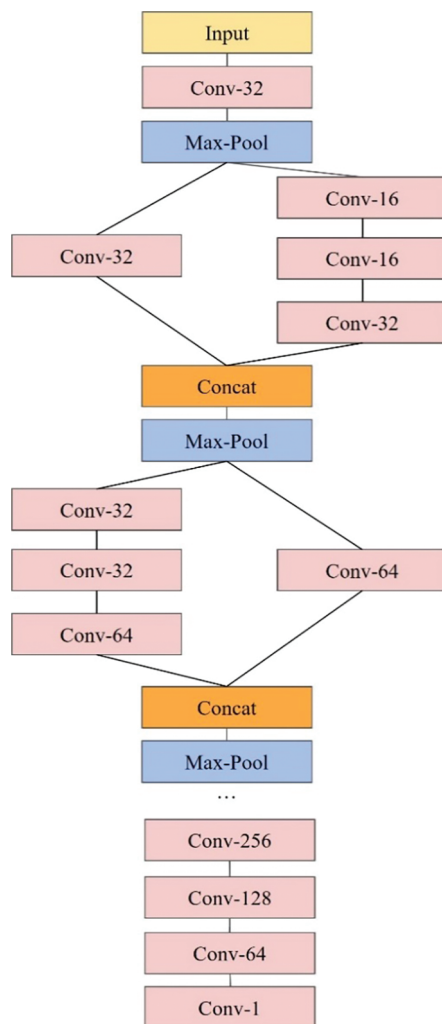 Input
Conv-32
Max-Pool
Conv-16
Conv-32
Conv-16
Conv-32
Concat
Max-Pool
Conv-32
Conv-32
Conv-64
Conv-64
Concat
Max-Pool
...
Conv-256
Conv-128
Conv-64
Conv-1